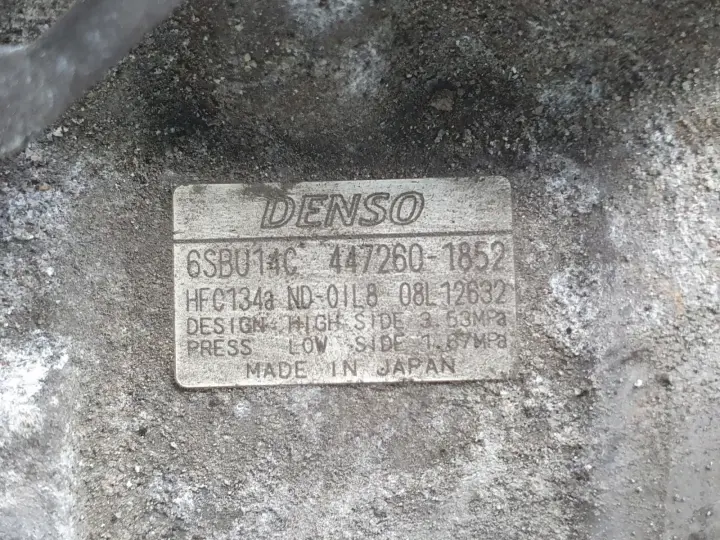 DENSO
6SBU14C 447260-1852
HFC134a ND-OIL8 08L12632
DESIGN HIGH SIDE 3.53MPa
PRESS LOW SIDE 1.67MPa
MADE IN JAPAN